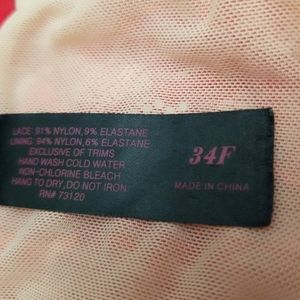 LACE: 91% NYLON, 9% ELASTANE
LINING: 94% NYLON, 6% ELASTANE
EXCLUSIVE OF TRIMS
HAND WASH COLD WATER
NON-CHLORINE BLEACH
HANG TO DRY, DO NOT IRON
RN# 73120
34F
MADE IN CHINA